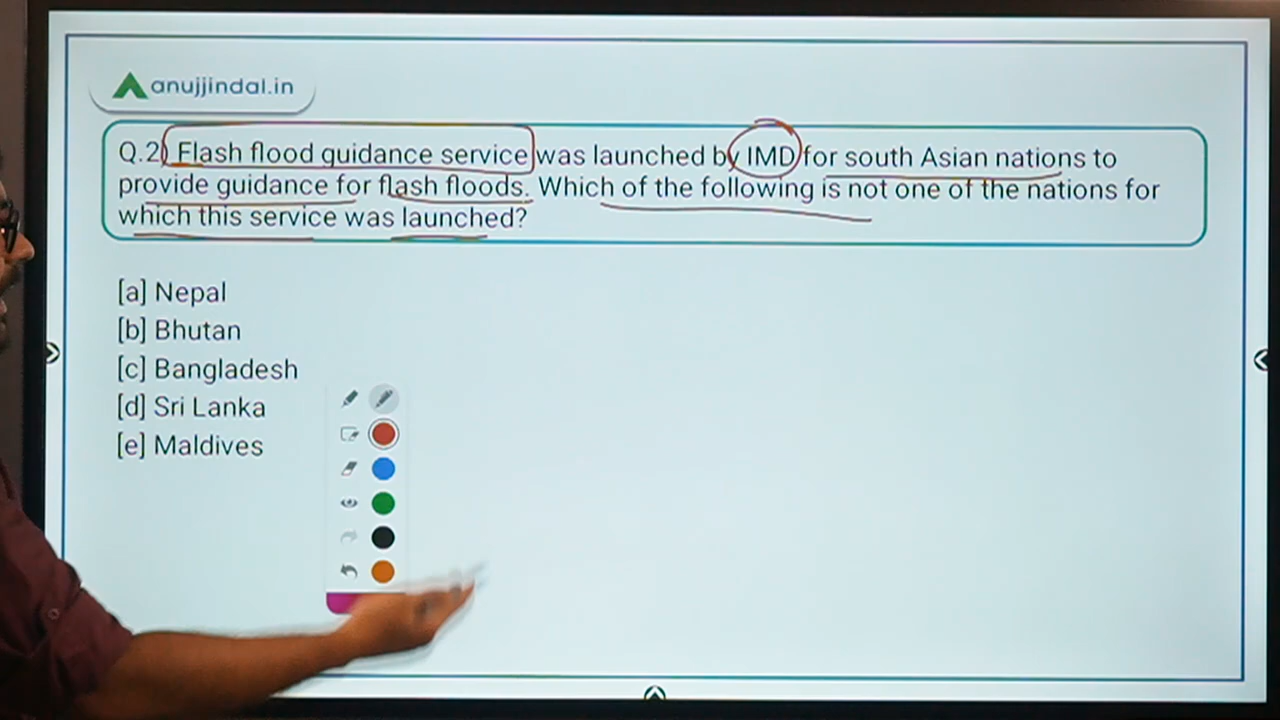 anujjindal.in
Q.2) Flash flood guidance service was launched by IMD for south Asian nations to
provide guidance for flash floods. Which of the following is not one of the nations for
which this service was launched?
[a] Nepal
[b] Bhutan
[c] Bangladesh
[d] Sri Lanka
[e] Maldives